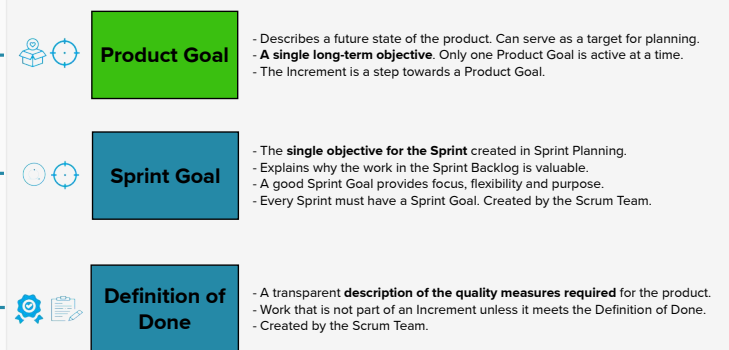 Product Goal
- Describes a future state of the product. Can serve as a target for planning.
- A single long-term objective. Only one Product Goal is active at a time.
- The Increment is a step towards a Product Goal.
Sprint Goal
- The single objective for the Sprint created in Sprint Planning.
- Explains why the work in the Sprint Backlog is valuable.
- A good Sprint Goal provides focus, flexibility and purpose.
- Every Sprint must have a Sprint Goal. Created by the Scrum Team.
Definition of
Done
- A transparent description of the quality measures required for the product.
- Work that is not part of an Increment unless it meets the Definition of Done.
- Created by the Scrum Team.